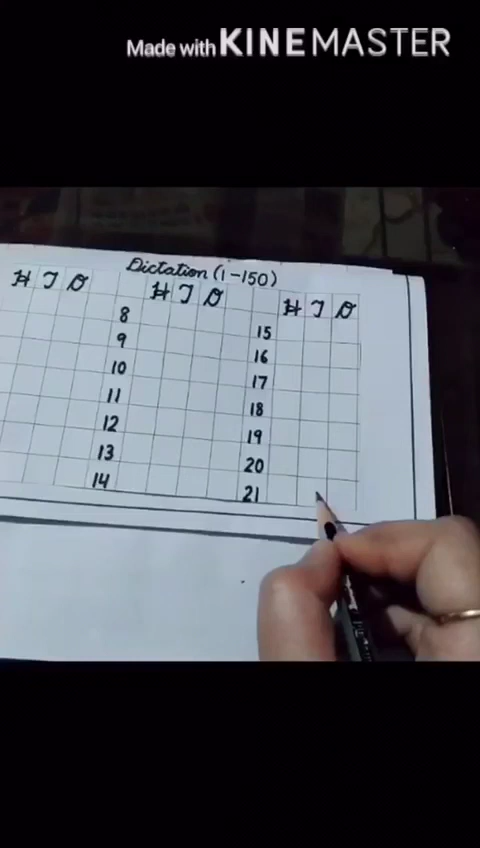 Made with KINEMASTER
Dictation (1-150)
H T O H T O H T O
8 15
9 16
10 17
11 18
12 19
13 20
14 21